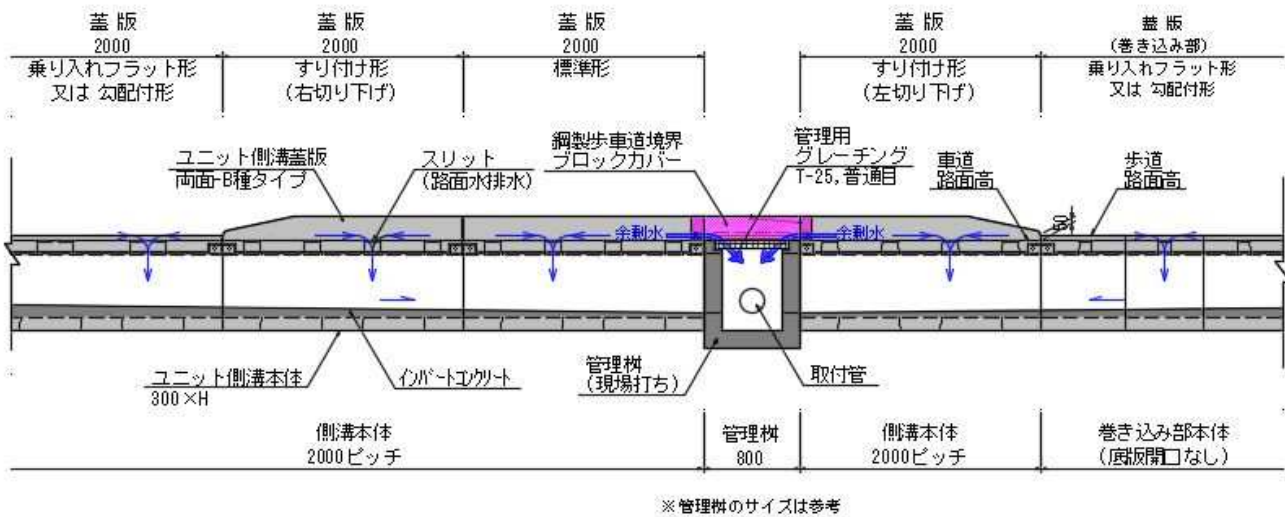 蓋 版
2000
乗り入れフラット形
又は 勾配付形
蓋 版
2000
すり付け形
(右切り下げ)
蓋 版
2000
標準形
蓋 版
2000
すり付け形
(左切り下げ)
蓋 版
(巻き込み部)
乗り入れフラット形
又は 勾配付形
ユニット側溝蓋版
両面-B種タイプ
スリット
(路面水排水)
鋼製歩車道境界
ブロックカバー
管理用
グレーチング
T-25,普通目
車道
路面高
歩道
路面高
余剰水
余剰水
ユニット側溝本体
300×H
インバートコンクリート
管理桝
(現場打ち)
取付管
側溝本体
2000ピッチ
管理桝
800
側溝本体
2000ピッチ
巻き込み部本体
(底版開口なし)
※管理桝のサイズは参考